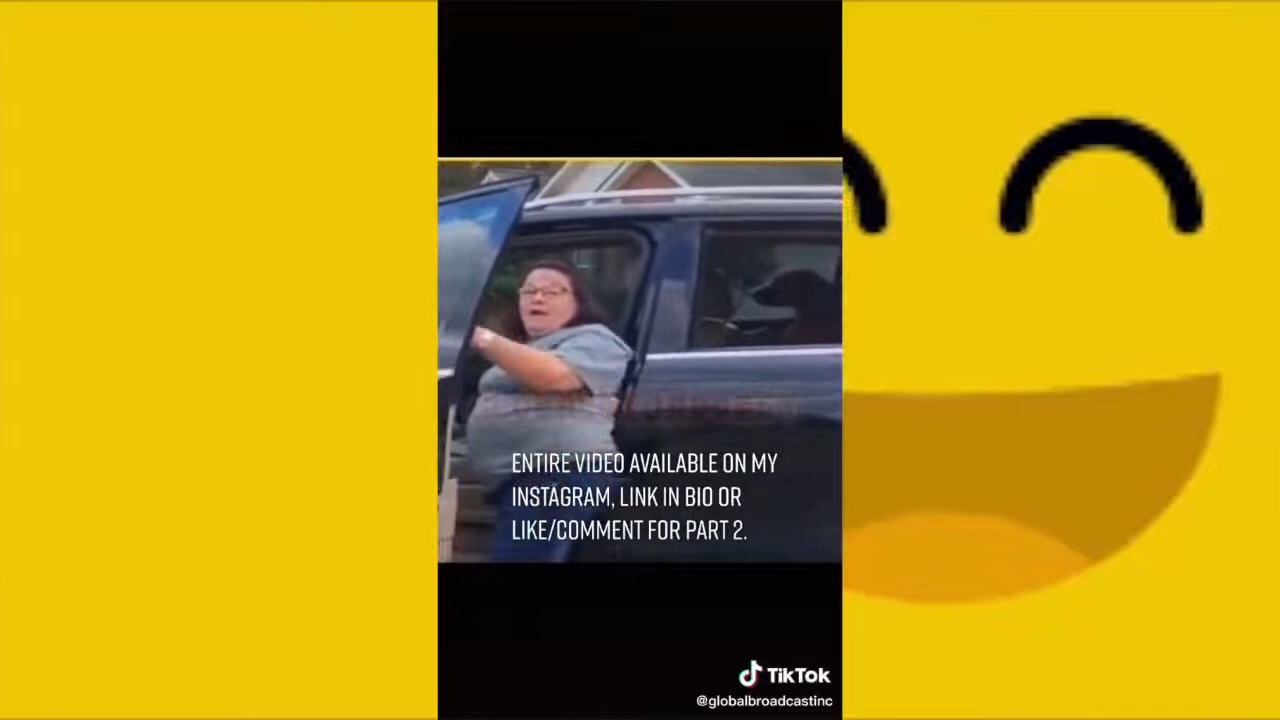 ENTIRE VIDEO AVAILABLE ON MY
INSTAGRAM, LINK IN BIO OR
LIKE/COMMENT FOR PART 2.
TikTok
@globalbroadcastinc